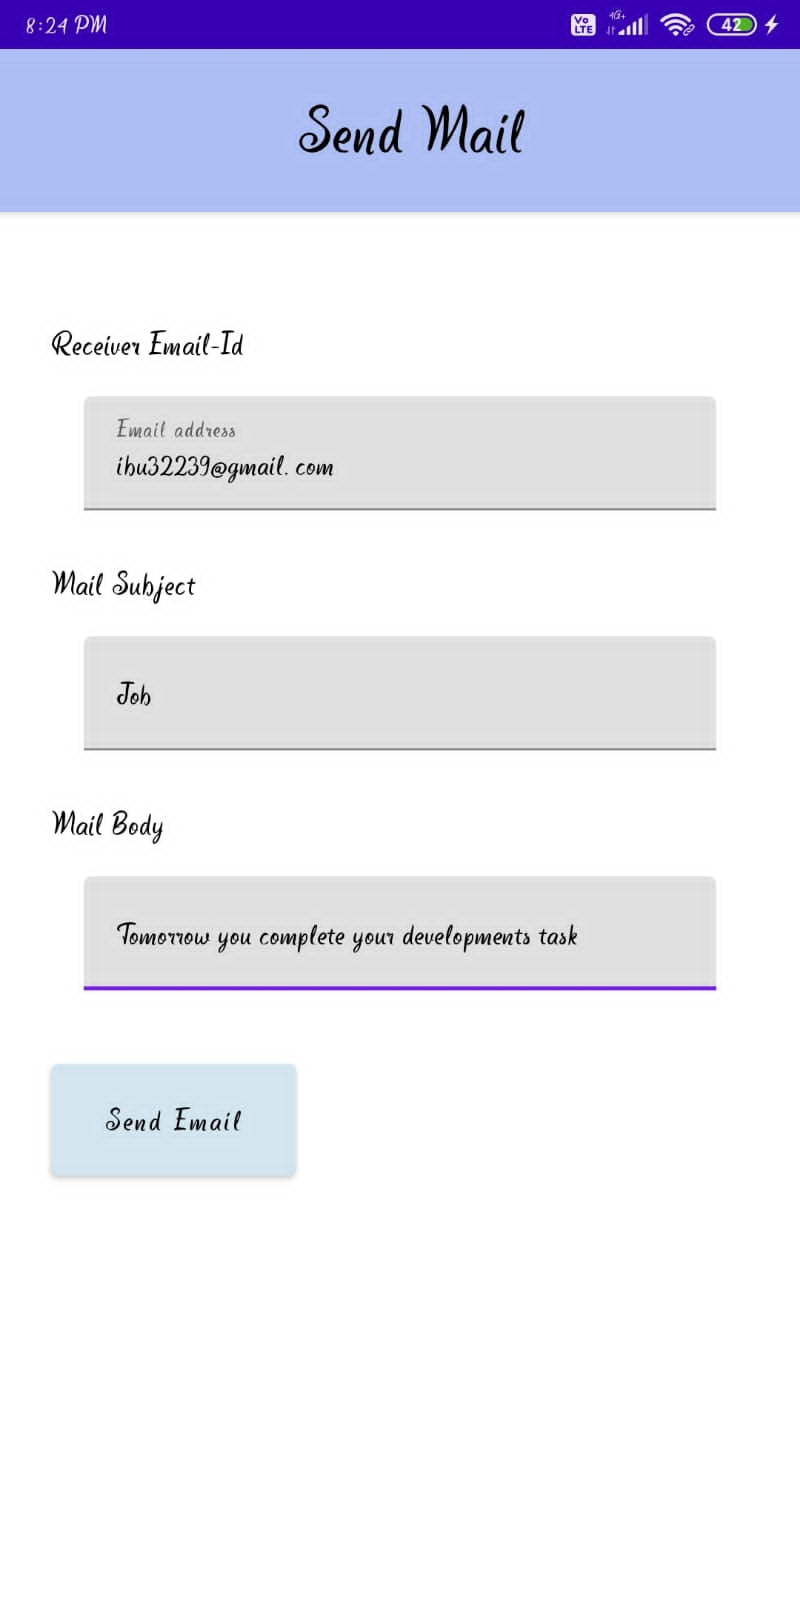 8:24 PM
Vo LTE 4G+ 42
Send Mail
Receiver Email-Id
Email address
ibu32239@gmail.com
Mail Subject
Job
Mail Body
Tomorrow you complete your developments task
Send Email